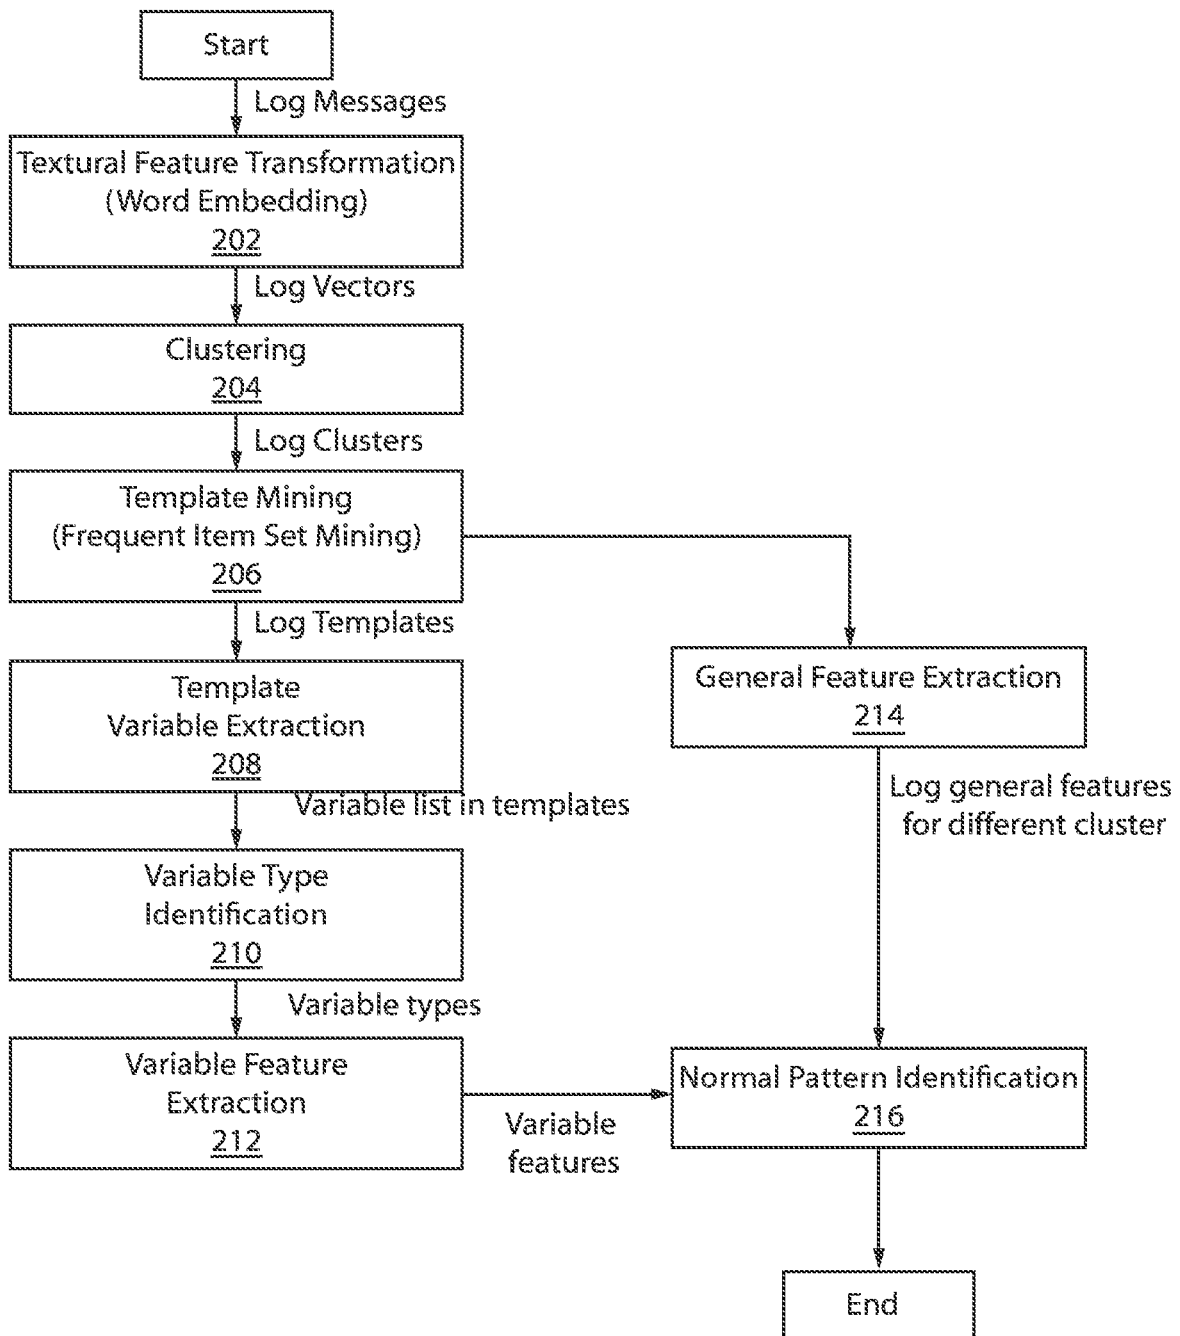 Start
Log Messages
Textural Feature Transformation
(Word Embedding)
202
Log Vectors
Clustering
204
Log Clusters
Template Mining
(Frequent Item Set Mining)
206
Log Templates
Template
Variable Extraction
208
Variable list in templates
Variable Type
Identification
210
Variable types
Variable Feature
Extraction
212
Variable
features
General Feature Extraction
214
Log general features
for different cluster
Normal Pattern Identification
216
End